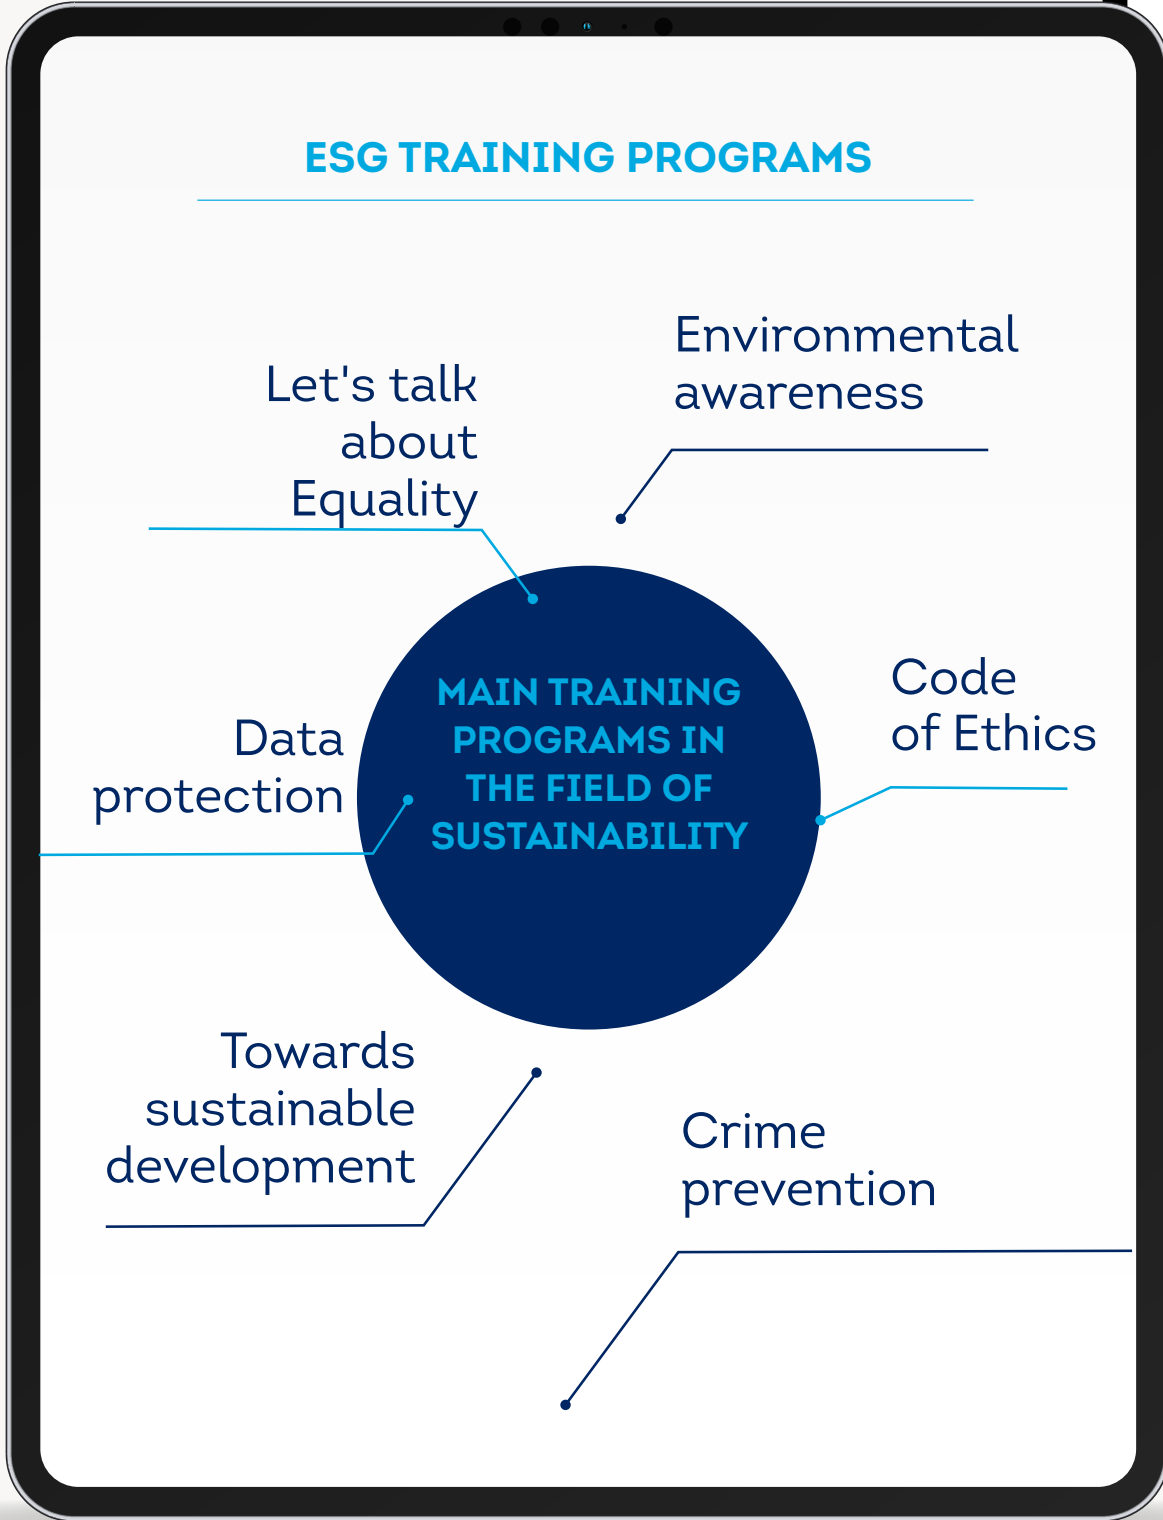 ESG TRAINING PROGRAMS
Let's talk
about
Equality
Environmental
awareness
MAIN TRAINING
PROGRAMS IN
THE FIELD OF
SUSTAINABILITY
Code
of Ethics
Data
protection
Towards
sustainable
development
Crime
prevention